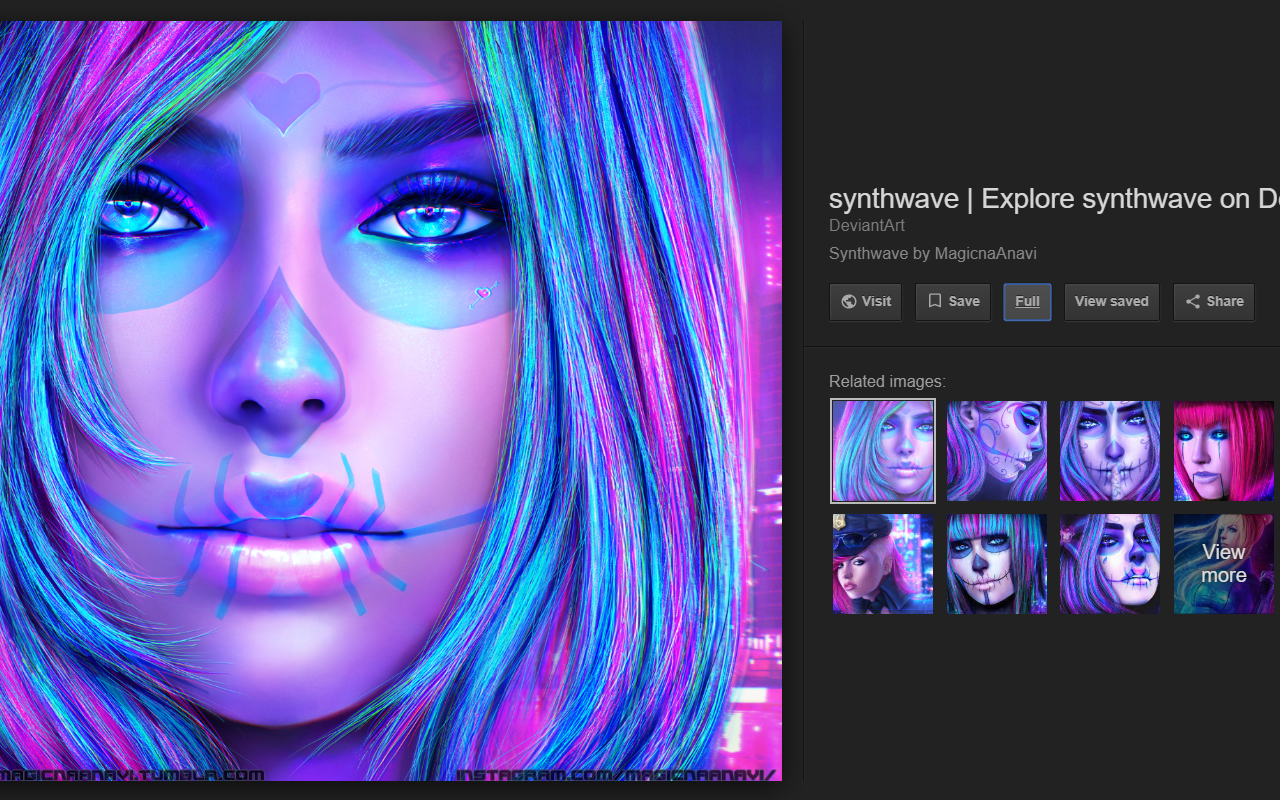 synthwave | Explore synthwave on De
DeviantArt
Synthwave by MagicnaAnavi
Visit Save Full View saved Share
Related images:
View
more
MAGICNAANAVI.TUMBLR.COM
INSTAGRAM.COM/MAGICNAANAVI/